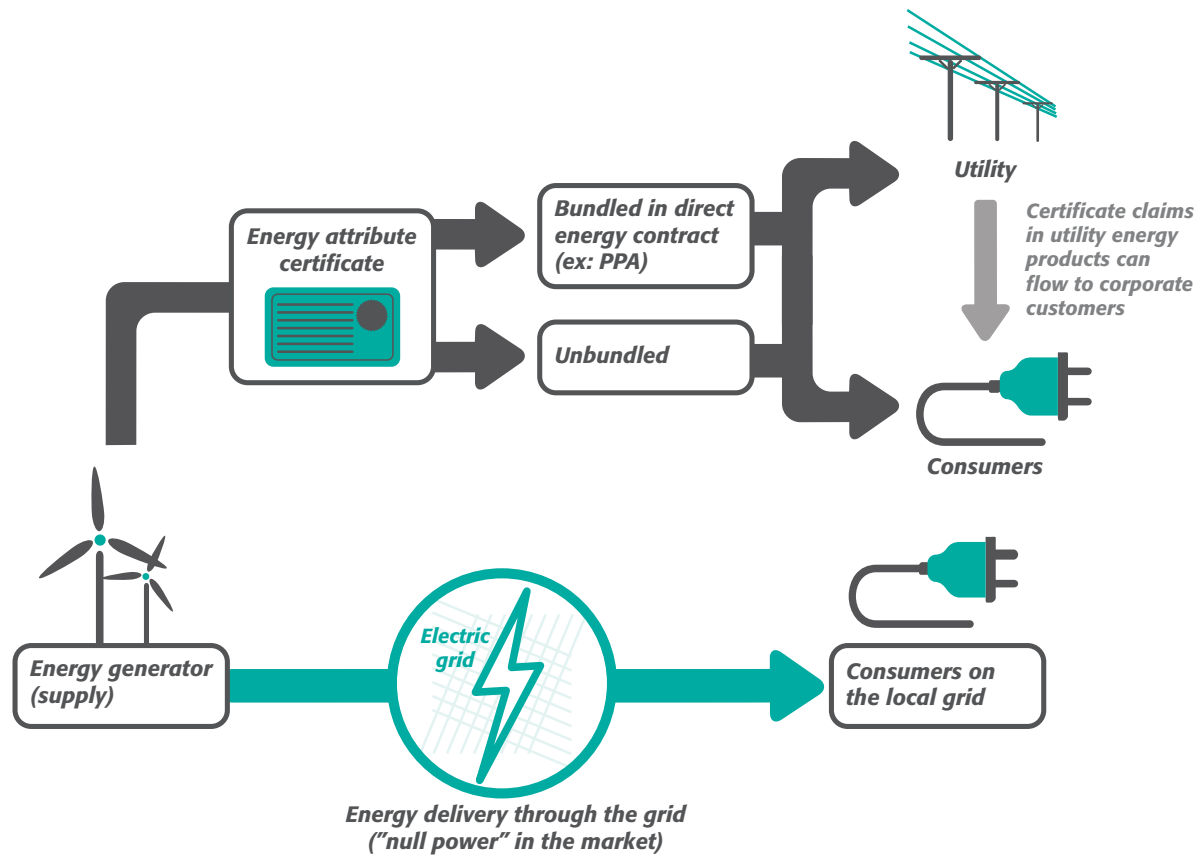 Utility
Certificate claims
in utility energy
products can
flow to corporate
customers
Energy attribute
certificate
Bundled in direct
energy contract
(ex: PPA)
Unbundled
Consumers
Energy generator
(supply)
Electric
grid
Consumers on
the local grid
Energy delivery through the grid
(”null power” in the market)